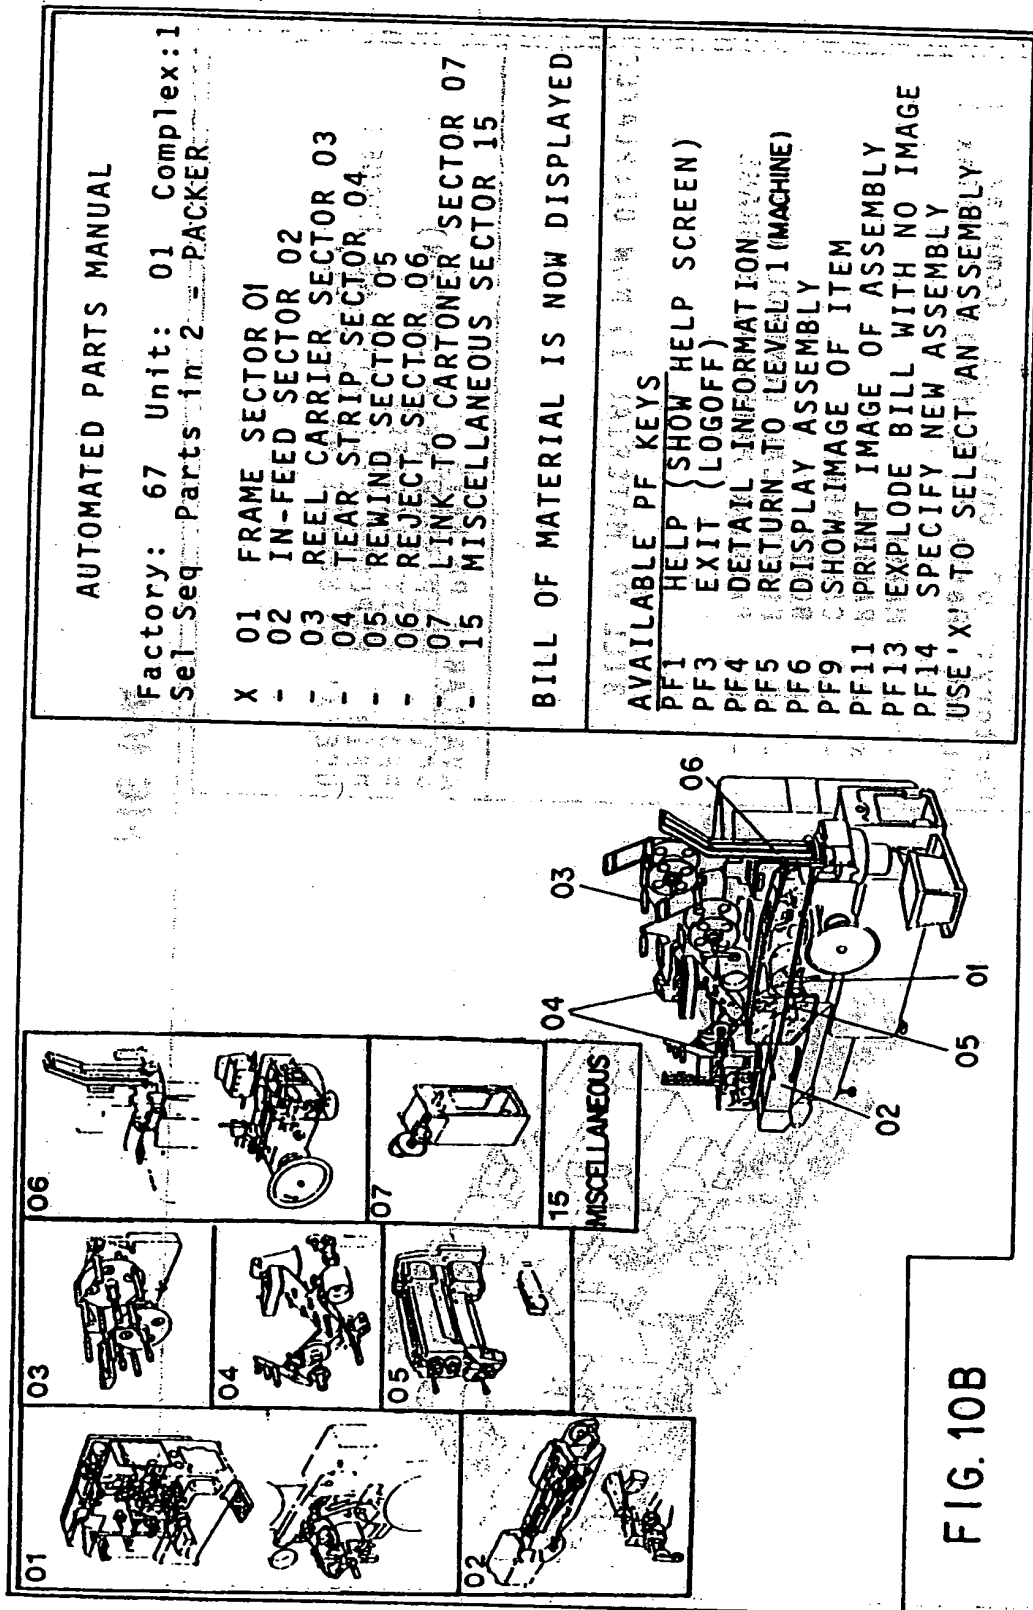 01
03
06
04
02
05
07
15
MISCELLANEOUS
04
03
06
02
05
01
FIG. 10B
AUTOMATED PARTS MANUAL
Factory: 67 Unit: 01 Complex:1
Sel Seq Parts in 2 - PACKER
X 01 FRAME SECTOR 01
- 02 IN-FEED SECTOR 02
- 03 REEL CARRIER SECTOR 03
- 04 TEAR STRIP SECTOR 04
- 05 REWIND SECTOR 05
- 06 REJECT SECTOR 06
- 07 LINK TO CARTONER SECTOR 07
- 15 MISCELLANEOUS SECTOR 15
BILL OF MATERIAL IS NOW DISPLAYED
AVAILABLE PF KEYS
PF1 HELP (SHOW HELP SCREEN)
PF3 EXIT (LOGOFF)
PF4 DETAIL INFORMATION
PF5 RETURN TO LEVEL 1 (MACHINE)
PF6 DISPLAY ASSEMBLY
PF9 SHOW IMAGE OF ITEM
PF11 PRINT IMAGE OF ASSEMBLY
PF13 EXPLODE BILL WITH NO IMAGE
PF14 SPECIFY NEW ASSEMBLY
USE 'X' TO SELECT AN ASSEMBLY